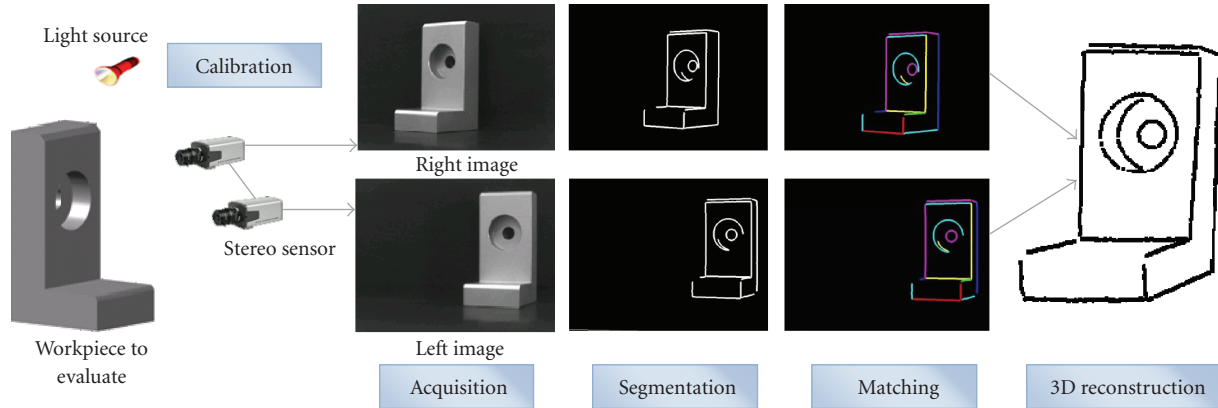 Light source
Calibration
Stereo sensor
Workpiece to
evaluate
Right image
Left image
Acquisition
Segmentation
Matching
3D reconstruction